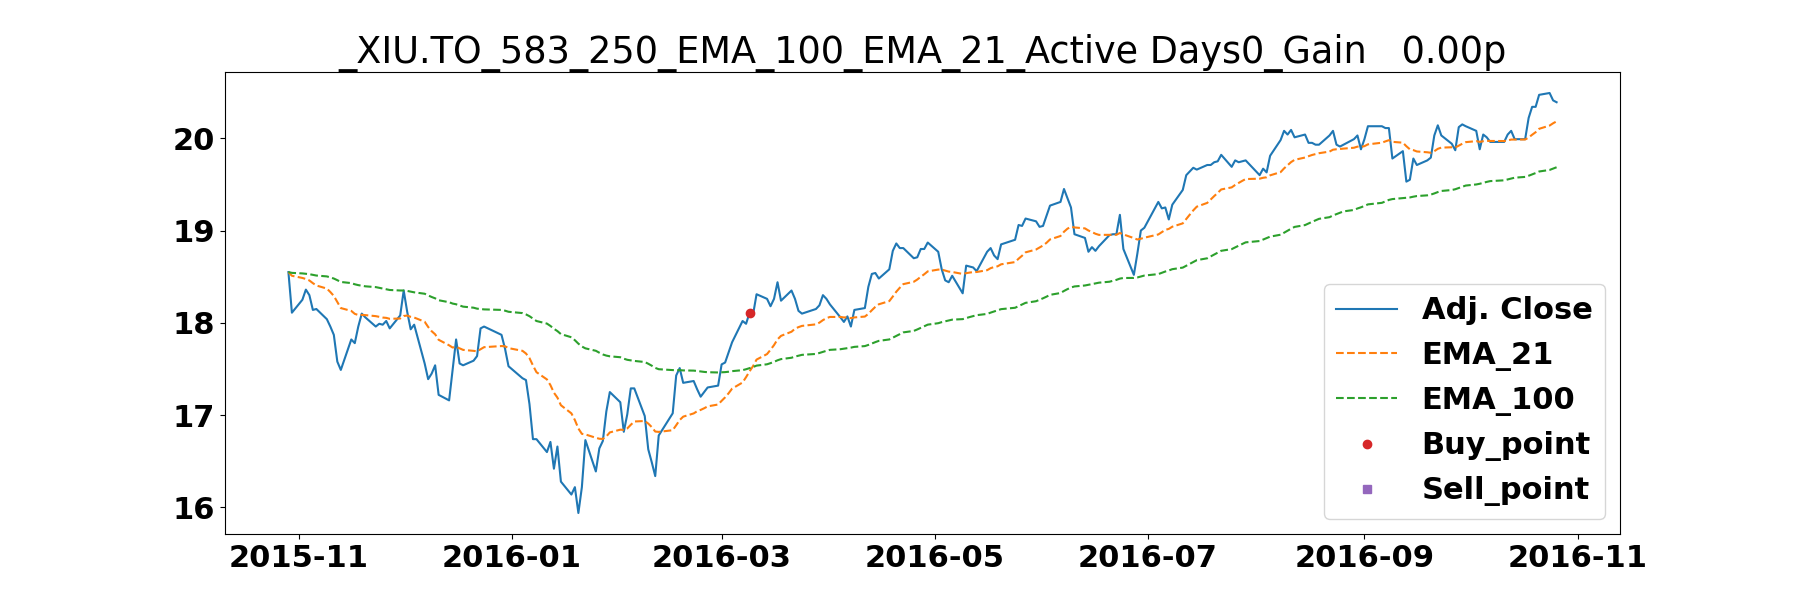 _XIU.TO_583_250_EMA_100_EMA_21_Active Days0_Gain   0.00p
20
19
18
17
16
Adj. Close
EMA_21
EMA_100
Buy_point
Sell_point
2015-11 2016-01 2016-03 2016-05 2016-07 2016-09 2016-11